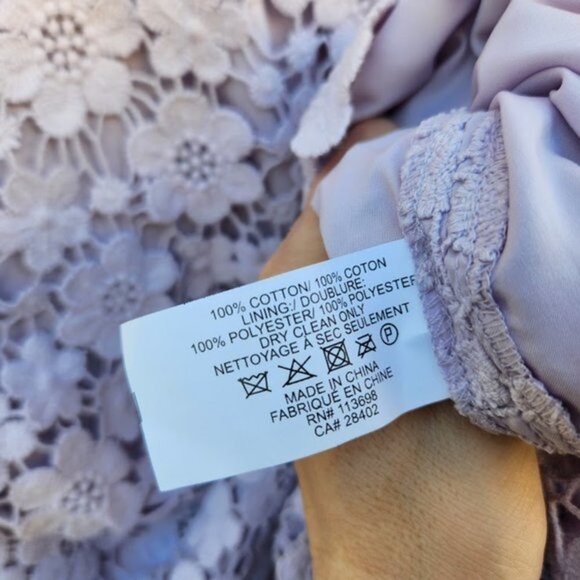 100% COTTON/ 100% COTON
LINING:/ DOUBLURE:
100% POLYESTER/ 100% POLYESTER
DRY CLEAN ONLY
NETTOYAGE À SEC SEULEMENT
P
MADE IN CHINA
FABRIQUÉ EN CHINE
RN# 113698
CA# 28402